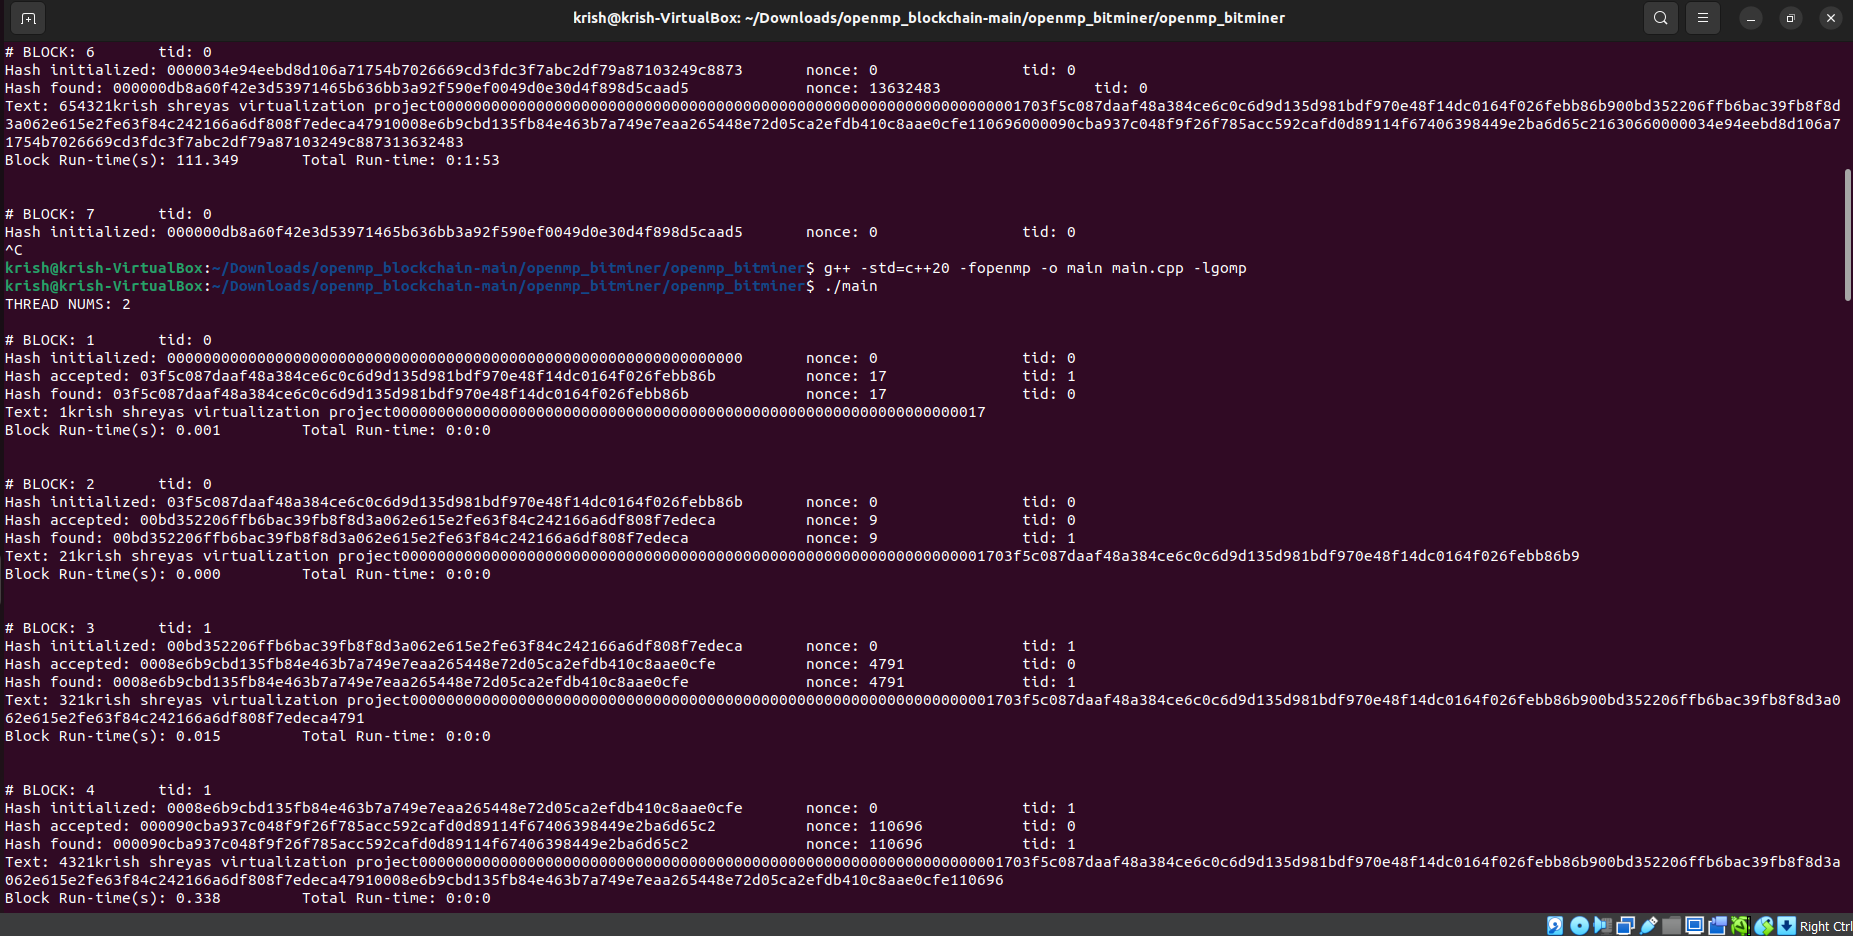 krish@krish-VirtualBox: ~/Downloads/openmp_blockchain-main/openmp_bitminer/openmp_bitminer
# BLOCK: 6       tid: 0
Hash initialized: 0000034e94eebd8d106a71754b7026669cd3fdc3f7abc2df79a87103249c8873       nonce: 0                tid: 0
Hash found: 000000db8a60f42e3d53971465b636bb3a92f590ef0049d0e30d4f898d5caad5             nonce: 13632483                 tid: 0
Text: 654321krish shreyas virtualization project00000000000000000000000000000000000000000000000000000000000000001703f5c087daaf48a384ce6c0c6d9d135d981bdf970e48f14dc0164f026febb86b900bd352206ffb6bac39fb8f8d
3a062e615e2fe63f84c242166a6df808f7edeca47910008e6b9cbd135fb84e463b7a749e7eaa265448e72d05ca2efdb410c8aae0cfe110696000090cba937c048f9f26f785acc592cafd0d89114f67406398449e2ba6d65c21630660000034e94eebd8d106a7
1754b7026669cd3fdc3f7abc2df79a87103249c887313632483
Block Run-time(s): 111.349       Total Run-time: 0:1:53
# BLOCK: 7       tid: 0
Hash initialized: 000000db8a60f42e3d53971465b636bb3a92f590ef0049d0e30d4f898d5caad5       nonce: 0                tid: 0
^C
krish@krish-VirtualBox:~/Downloads/openmp_blockchain-main/openmp_bitminer/openmp_bitminer$ g++ -std=c++20 -fopenmp -o main main.cpp -lgomp
krish@krish-VirtualBox:~/Downloads/openmp_blockchain-main/openmp_bitminer/openmp_bitminer$ ./main
THREAD NUMS: 2
# BLOCK: 1       tid: 0
Hash initialized: 0000000000000000000000000000000000000000000000000000000000000000       nonce: 0                tid: 0
Hash accepted: 03f5c087daaf48a384ce6c0c6d9d135d981bdf970e48f14dc0164f026febb86b          nonce: 17               tid: 1
Hash found: 03f5c087daaf48a384ce6c0c6d9d135d981bdf970e48f14dc0164f026febb86b             nonce: 17               tid: 0
Text: 1krish shreyas virtualization project000000000000000000000000000000000000000000000000000000000000000017
Block Run-time(s): 0.001         Total Run-time: 0:0:0
# BLOCK: 2       tid: 0
Hash initialized: 03f5c087daaf48a384ce6c0c6d9d135d981bdf970e48f14dc0164f026febb86b       nonce: 0                tid: 0
Hash accepted: 00bd352206ffb6bac39fb8f8d3a062e615e2fe63f84c242166a6df808f7edeca          nonce: 9                tid: 0
Hash found: 00bd352206ffb6bac39fb8f8d3a062e615e2fe63f84c242166a6df808f7edeca             nonce: 9                tid: 1
Text: 21krish shreyas virtualization project00000000000000000000000000000000000000000000000000000000000000001703f5c087daaf48a384ce6c0c6d9d135d981bdf970e48f14dc0164f026febb86b9
Block Run-time(s): 0.000         Total Run-time: 0:0:0
# BLOCK: 3       tid: 1
Hash initialized: 00bd352206ffb6bac39fb8f8d3a062e615e2fe63f84c242166a6df808f7edeca       nonce: 0                tid: 1
Hash accepted: 0008e6b9cbd135fb84e463b7a749e7eaa265448e72d05ca2efdb410c8aae0cfe          nonce: 4791             tid: 0
Hash found: 0008e6b9cbd135fb84e463b7a749e7eaa265448e72d05ca2efdb410c8aae0cfe             nonce: 4791             tid: 1
Text: 321krish shreyas virtualization project00000000000000000000000000000000000000000000000000000000000000001703f5c087daaf48a384ce6c0c6d9d135d981bdf970e48f14dc0164f026febb86b900bd352206ffb6bac39fb8f8d3a0
62e615e2fe63f84c242166a6df808f7edeca4791
Block Run-time(s): 0.015         Total Run-time: 0:0:0
# BLOCK: 4       tid: 1
Hash initialized: 0008e6b9cbd135fb84e463b7a749e7eaa265448e72d05ca2efdb410c8aae0cfe       nonce: 0                tid: 1
Hash accepted: 000090cba937c048f9f26f785acc592cafd0d89114f67406398449e2ba6d65c2          nonce: 110696           tid: 0
Hash found: 000090cba937c048f9f26f785acc592cafd0d89114f67406398449e2ba6d65c2             nonce: 110696           tid: 1
Text: 4321krish shreyas virtualization project00000000000000000000000000000000000000000000000000000000000000001703f5c087daaf48a384ce6c0c6d9d135d981bdf970e48f14dc0164f026febb86b900bd352206ffb6bac39fb8f8d3a
062e615e2fe63f84c242166a6df808f7edeca47910008e6b9cbd135fb84e463b7a749e7eaa265448e72d05ca2efdb410c8aae0cfe110696
Block Run-time(s): 0.338         Total Run-time: 0:0:0
Right Ctrl